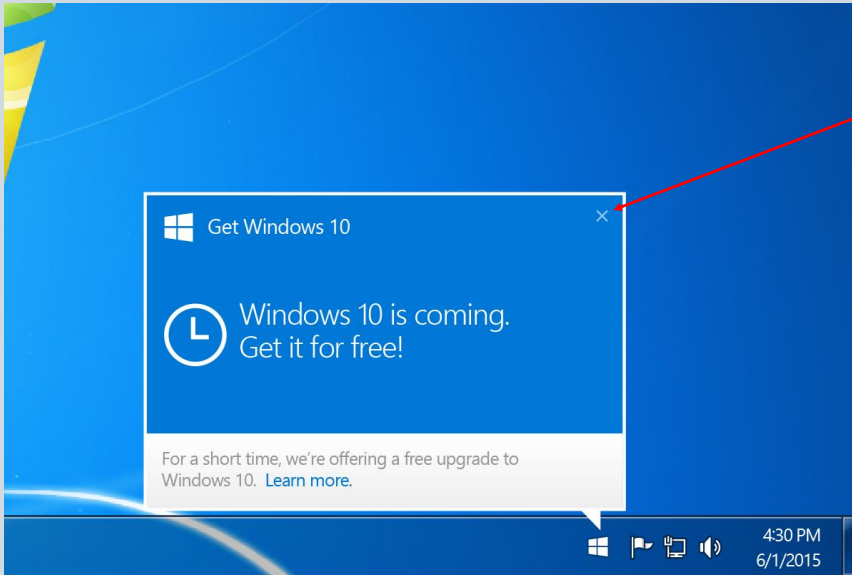 Get Windows 10
Windows 10 is coming.
Get it for free!
For a short time, we're offering a free upgrade to
Windows 10. Learn more.
4:30 PM
6/1/2015